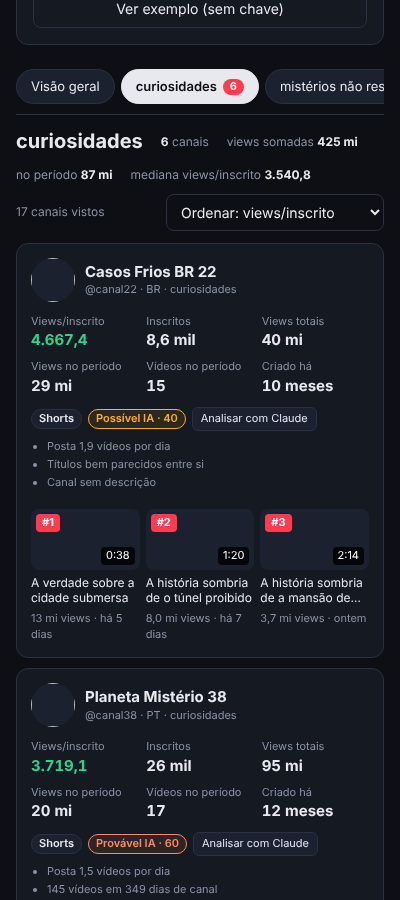 Ver exemplo (sem chave)
Visão geral
curiosidades 6
mistérios não res
curiosidades 6 canais views somadas 425 mi
no período 87 mi mediana views/inscrito 3.540,8
17 canais vistos
Ordenar: views/inscrito
Casos Frios BR 22
@canal22 · BR · curiosidades
Views/inscrito Inscritos Views totais
4.667,4 8,6 mil 40 mi
Views no período Vídeos no período Criado há
29 mi 15 10 meses
Shorts Possível IA · 40 Analisar com Claude
• Posta 1,9 vídeos por dia
• Títulos bem parecidos entre si
• Canal sem descrição
#1 0:38
A verdade sobre a
cidade submersa
13 mi views · há 5
dias
#2 1:20
A história sombria
de o túnel proibido
8,0 mi views · há 7
dias
#3 2:14
A história sombria
de a mansão de...
3,7 mi views · ontem
Planeta Mistério 38
@canal38 · PT · curiosidades
Views/inscrito Inscritos Views totais
3.719,1 26 mil 95 mi
Views no período Vídeos no período Criado há
20 mi 17 12 meses
Shorts Provável IA · 60 Analisar com Claude
• Posta 1,5 vídeos por dia
• 145 vídeos em 349 dias de canal